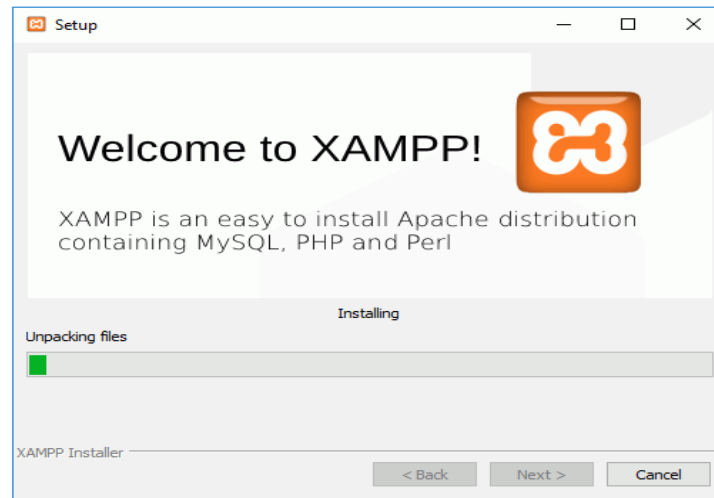 Setup
Welcome to XAMPP!
XAMPP is an easy to install Apache distribution
containing MySQL, PHP and Perl
Installing
Unpacking files
XAMPP Installer
< Back
Next >
Cancel